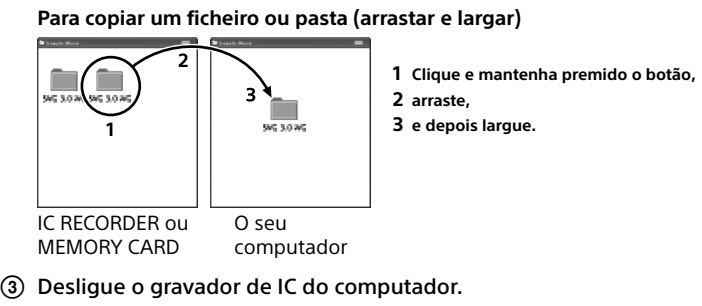 Para copiar um ficheiro ou pasta (arrastar e largar)
2
3
1
1 Clique e mantenha premido o botão,
2 arraste,
3 e depois largue.
IC RECORDER ou
MEMORY CARD
O seu
computador
③ Desligue o gravador de IC do computador.